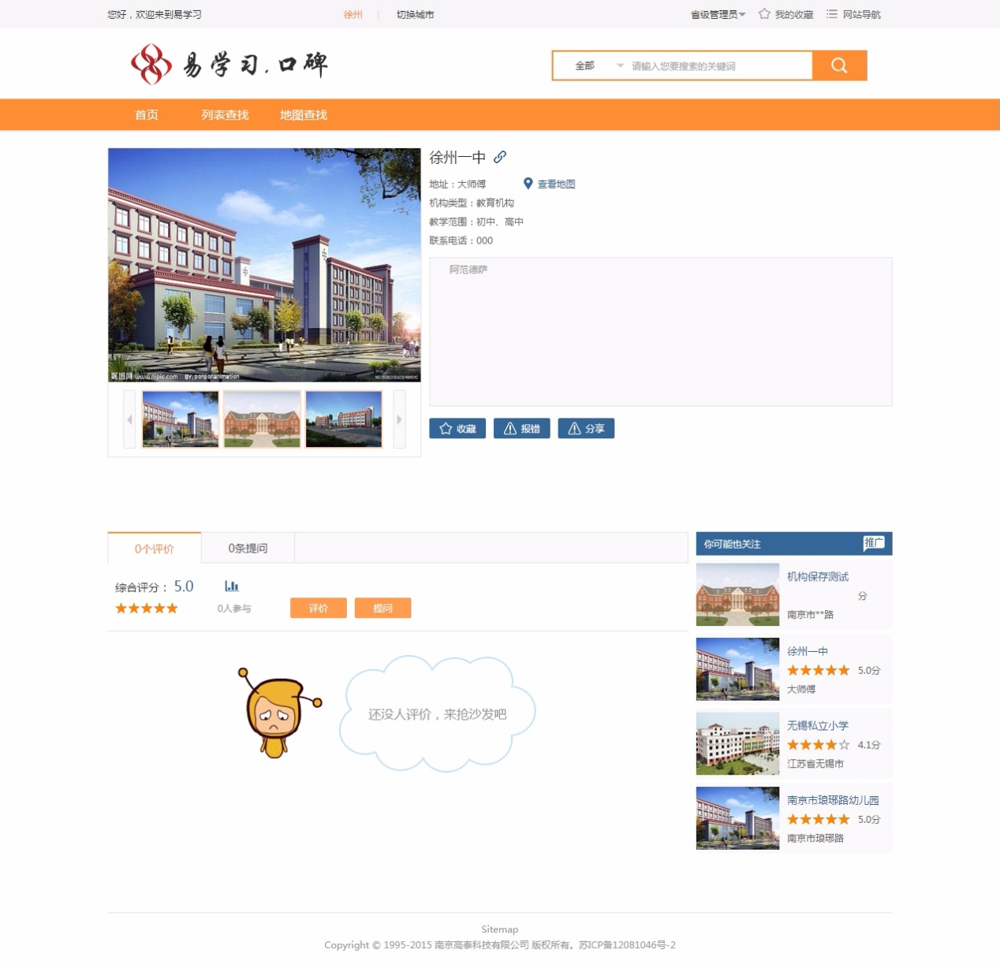 您好，欢迎来到易学习
徐州
切换城市
省级管理员
我的收藏
网站导航
易学习.口碑
全部
请输入您要搜索的关键词
首页
列表查找
地图查找
徐州一中
地址：大师傅
查看地图
机构类型：教育机构
教学范围：初中、高中
联系电话：000
阿范德萨
昵图网 www.nipic.com BY: ponponanimation
收藏
报错
分享
0个评价
0条提问
综合评分： 5.0
0人参与
评价
提问
还没人评价，来抢沙发吧
你可能也关注
推广
机构保存测试
分
南京市**路
徐州一中
5.0分
大师傅
无锡私立小学
4.1分
江苏省无锡市
南京市琅琊路幼儿园
5.0分
南京市琅琊路
Sitemap
Copyright © 1995-2015 南京高泰科技有限公司 版权所有。苏ICP备12081046号-2